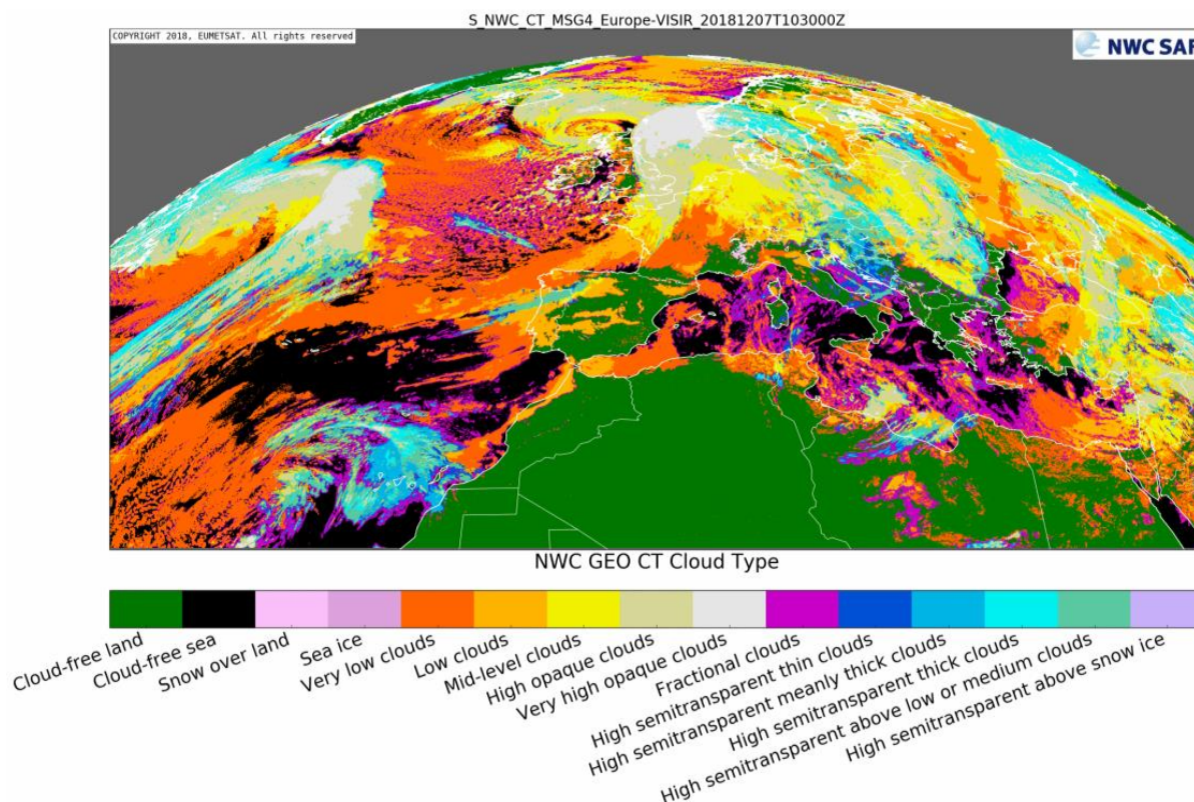 S_NWC_CT_MSG4_Europe-VISIR_20181207T103000Z
COPYRIGHT 2018, EUMETSAT. All rights reserved
NWC SAF
NWC GEO CT Cloud Type
Cloud-free land
Cloud-free sea
Snow over land
Sea ice
Very low clouds
Low clouds
Mid-level clouds
High opaque clouds
Very high opaque clouds
Fractional clouds
High semitransparent thin clouds
High semitransparent meanly thick clouds
High semitransparent thick clouds
High semitransparent above low or medium clouds
High semitransparent above snow ice